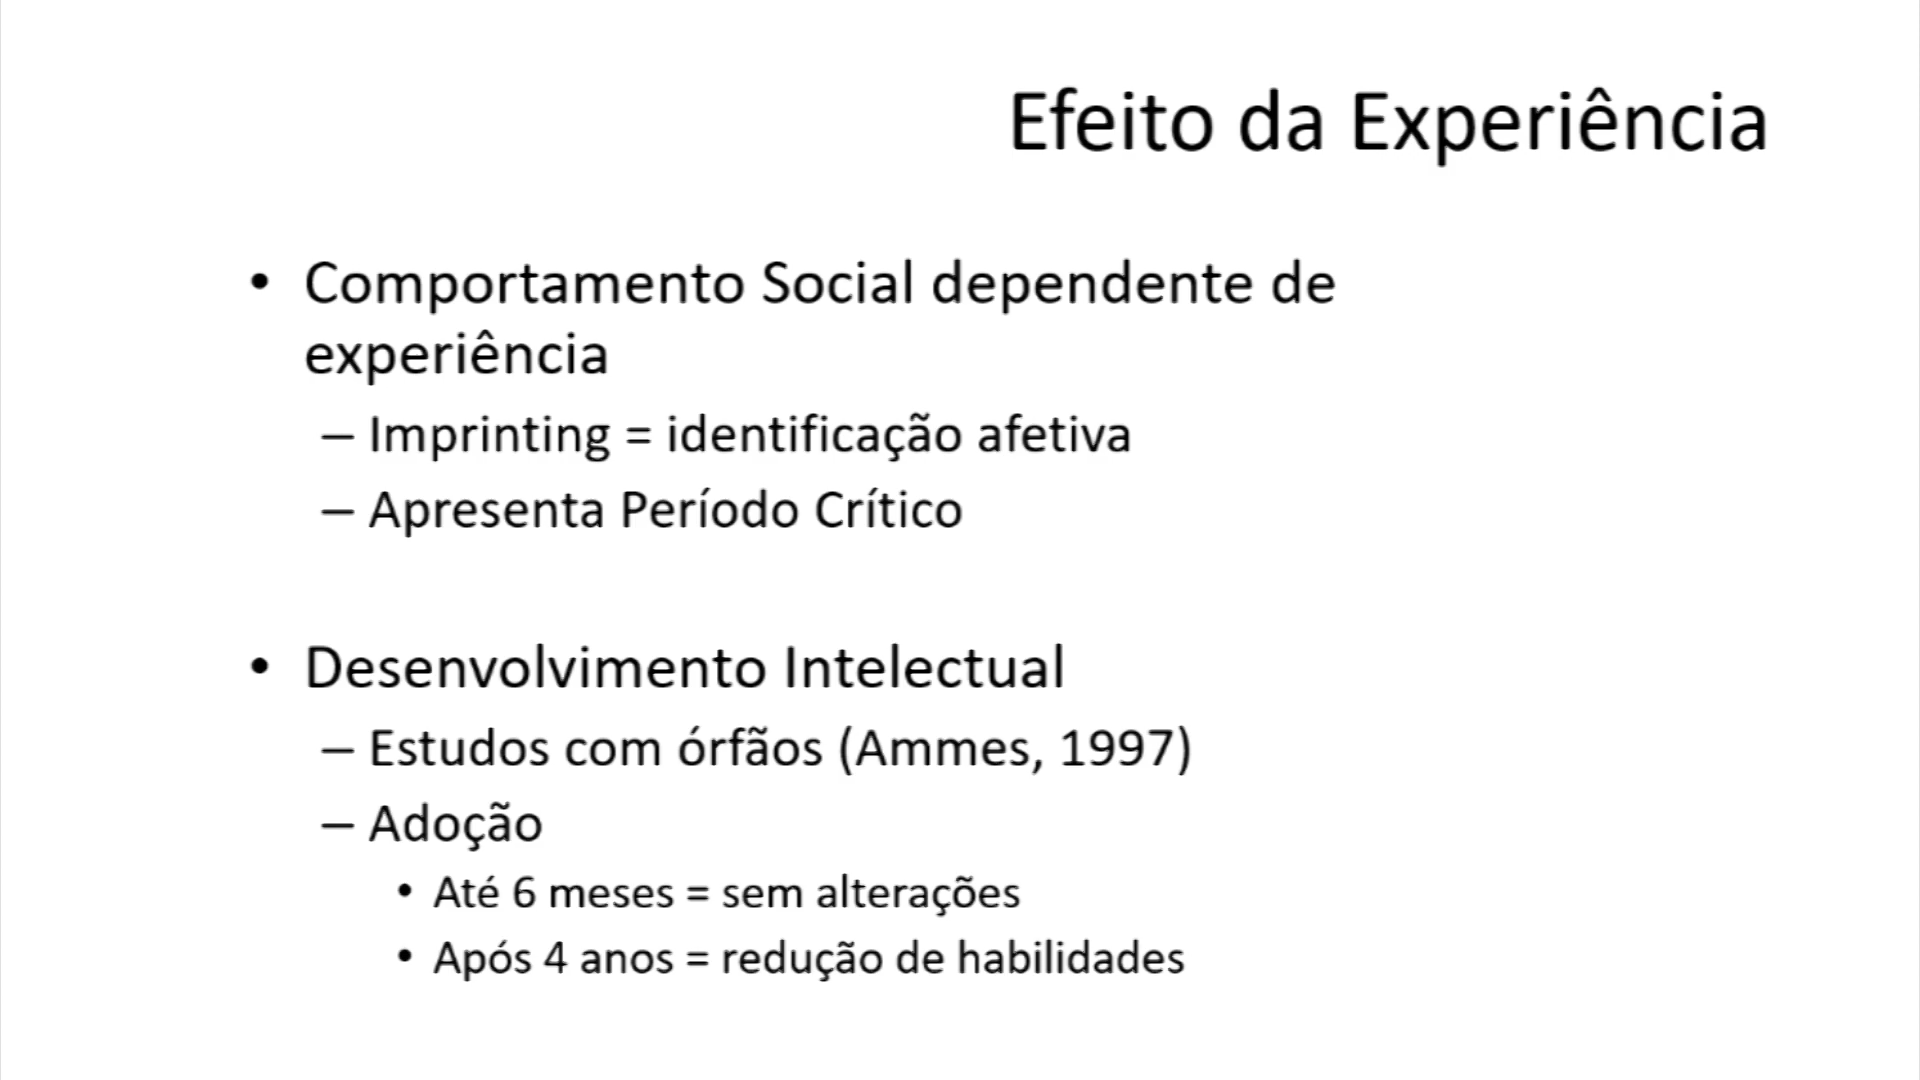 Efeito da Experiência
• Comportamento Social dependente de
experiência
– Imprinting = identificação afetiva
– Apresenta Período Crítico
• Desenvolvimento Intelectual
– Estudos com órfãos (Ammes, 1997)
– Adoção
• Até 6 meses = sem alterações
• Após 4 anos = redução de habilidades